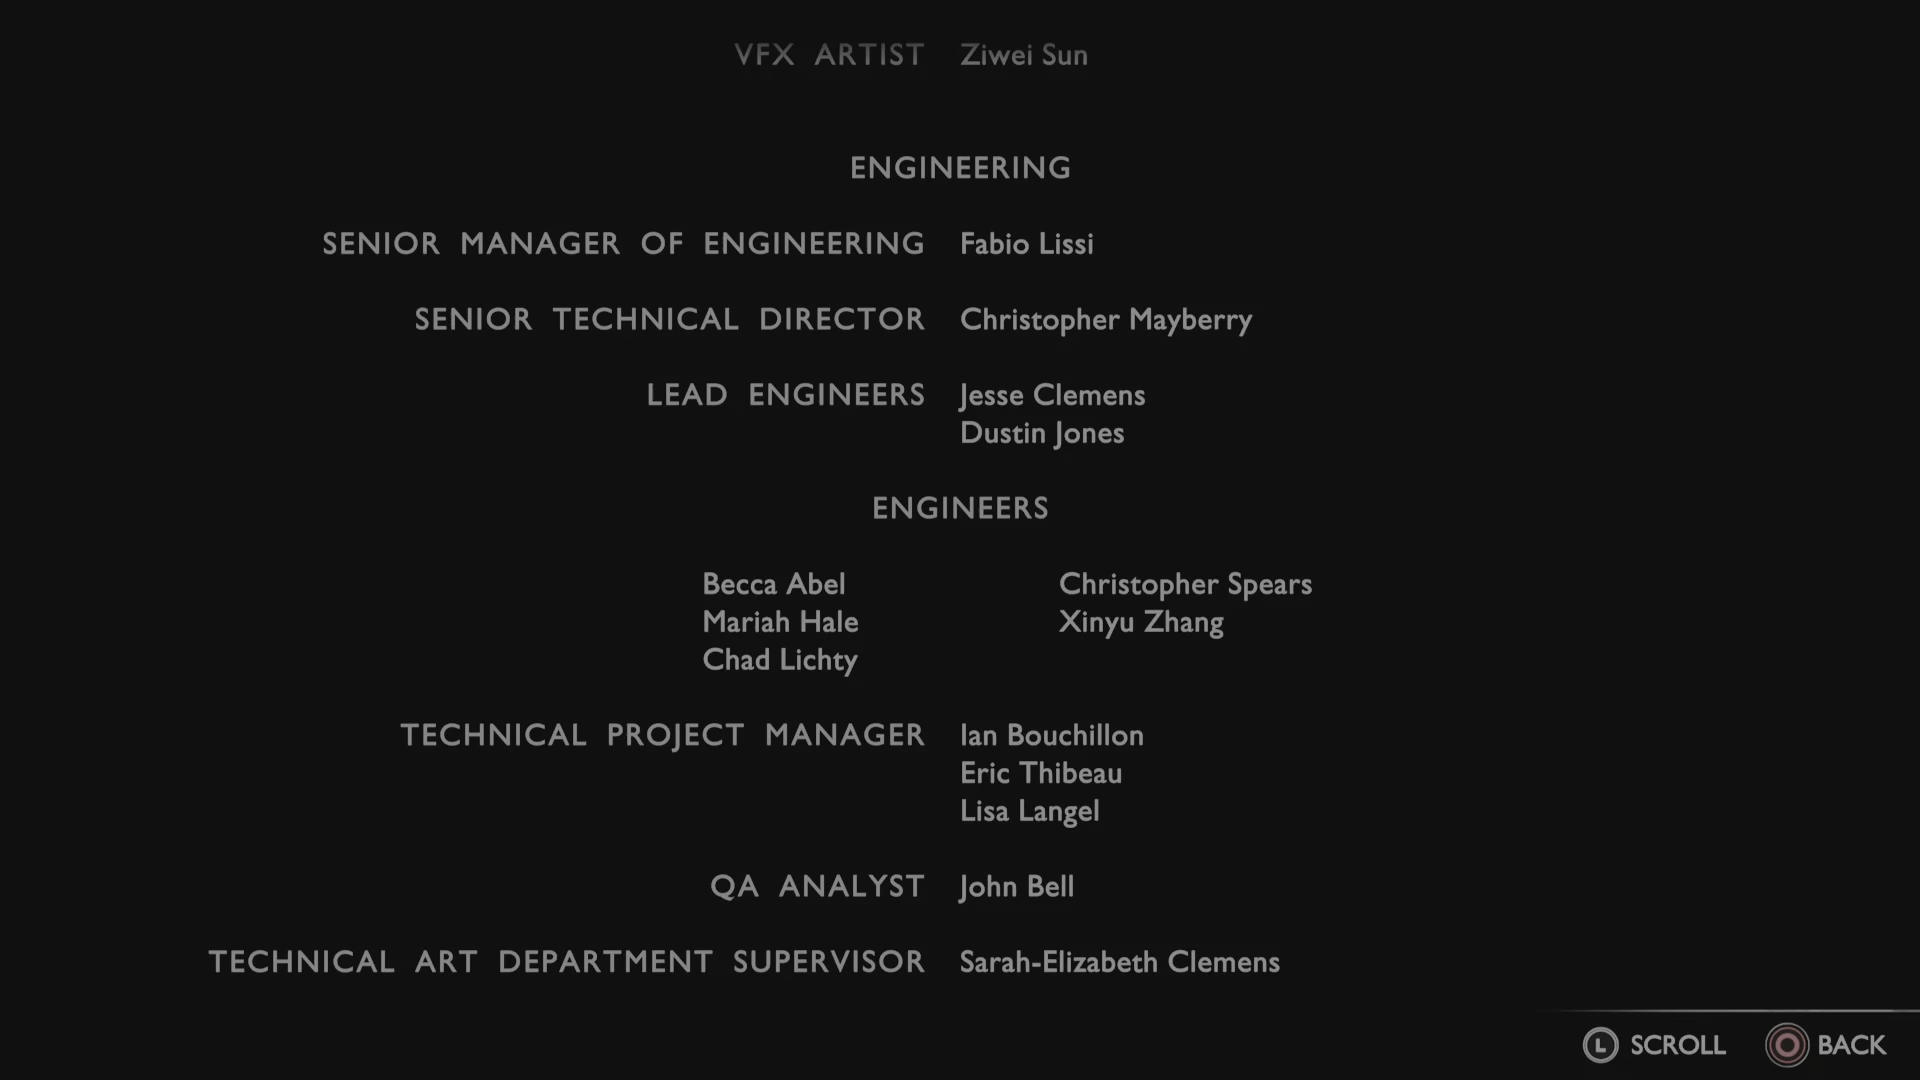 VFX ARTIST Ziwei Sun
ENGINEERING
SENIOR MANAGER OF ENGINEERING Fabio Lissi
SENIOR TECHNICAL DIRECTOR Christopher Mayberry
LEAD ENGINEERS Jesse Clemens
Dustin Jones
ENGINEERS
Becca Abel Christopher Spears
Mariah Hale Xinyu Zhang
Chad Lichty
TECHNICAL PROJECT MANAGER Ian Bouchillon
Eric Thibeau
Lisa Langel
QA ANALYST John Bell
TECHNICAL ART DEPARTMENT SUPERVISOR Sarah-Elizabeth Clemens
L SCROLL BACK